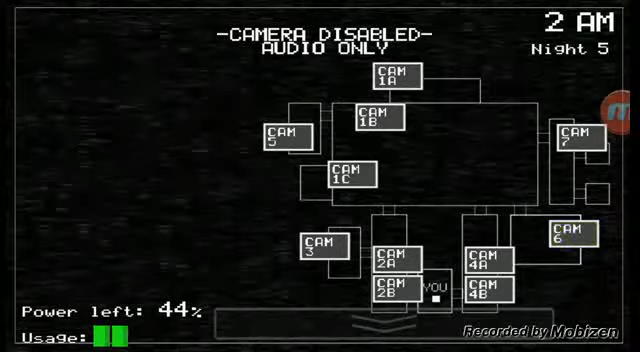 2 AM
-CAMERA DISABLED-
AUDIO ONLY
Night 5
CAM
1A
CAM
1B
CAM
5
CAM
7
CAM
1C
CAM
6
CAM
3
CAM
2A
CAM
4A
CAM
2B
YOU
CAM
4B
Power left: 44%
Usage:
Recorded by Mobizen